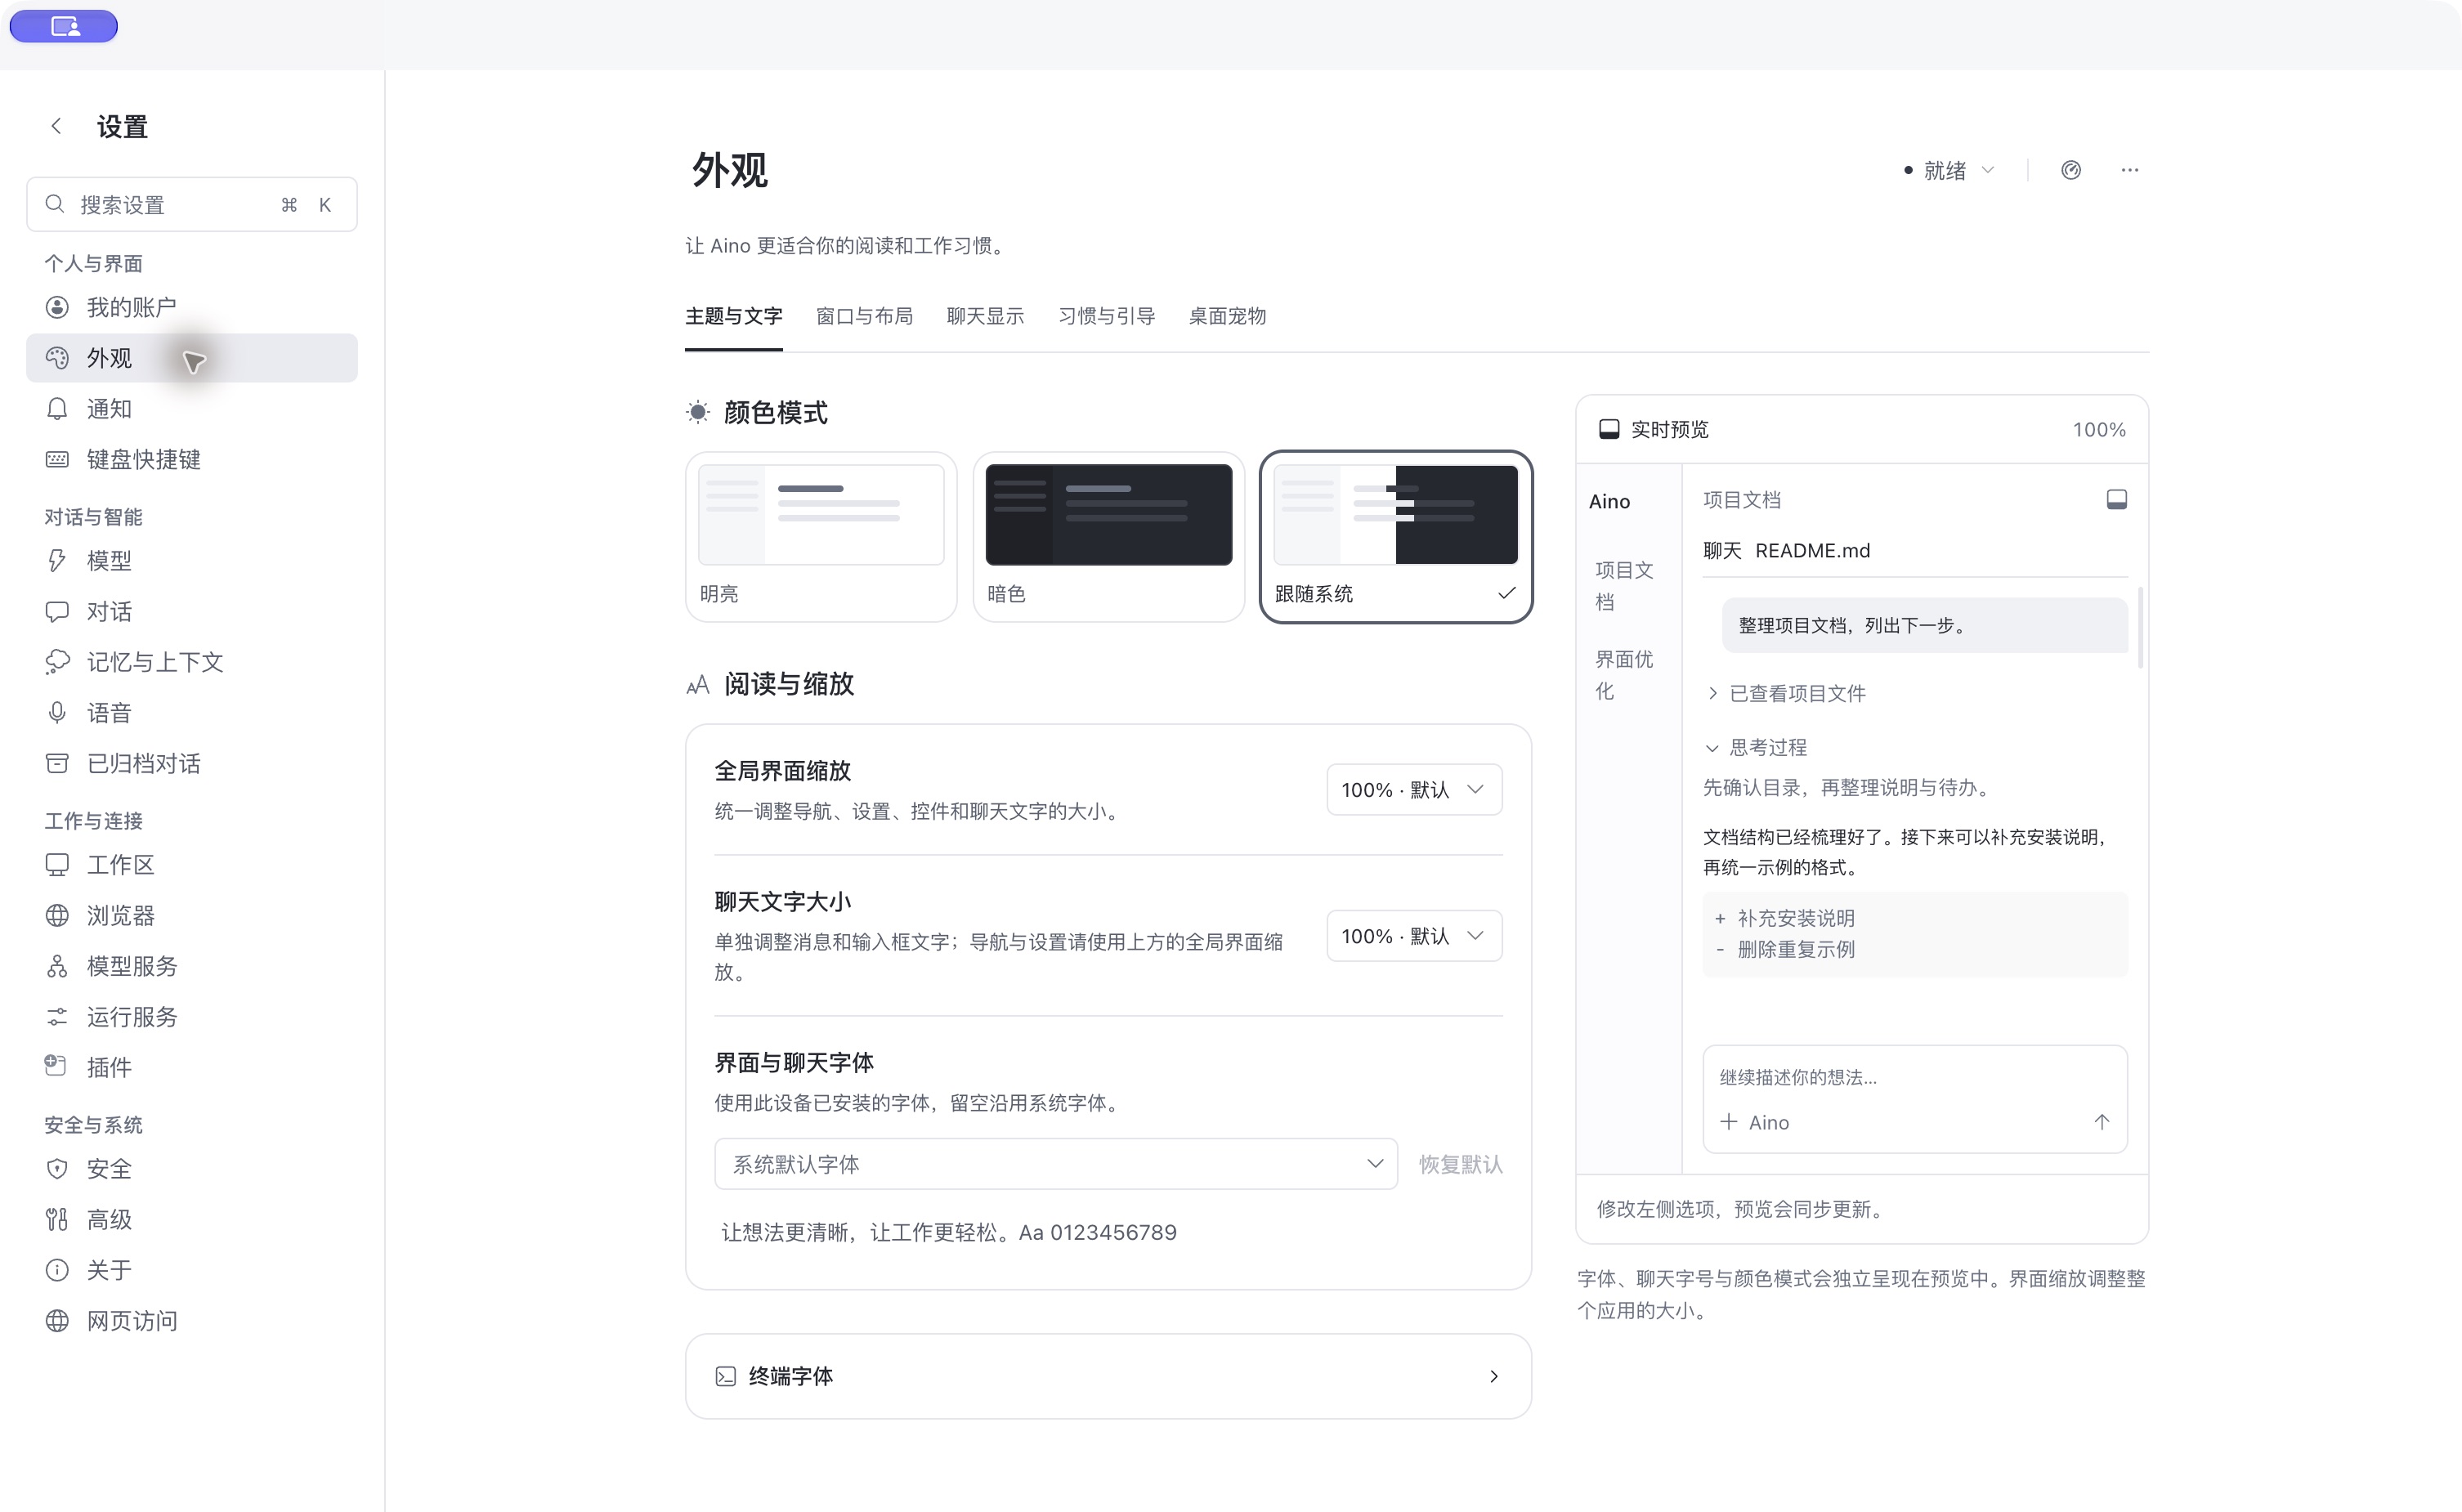 设置
搜索设置 ⌘ K
个人与界面
我的账户
外观
通知
键盘快捷键
对话与智能
模型
对话
记忆与上下文
语音
已归档对话
工作与连接
工作区
浏览器
模型服务
运行服务
插件
安全与系统
安全
高级
关于
网页访问
外观
就绪
让 Aino 更适合你的阅读和工作习惯。
主题与文字 窗口与布局 聊天显示 习惯与引导 桌面宠物
颜色模式
明亮
暗色
跟随系统
阅读与缩放
全局界面缩放
统一调整导航、设置、控件和聊天文字的大小。
100% · 默认
聊天文字大小
单独调整消息和输入框文字；导航与设置请使用上方的全局界面缩
放。
100% · 默认
界面与聊天字体
使用此设备已安装的字体，留空沿用系统字体。
系统默认字体
恢复默认
让想法更清晰，让工作更轻松。Aa 0123456789
终端字体
实时预览 100%
Aino
项目文
档
界面优
化
项目文档
聊天 README.md
整理项目文档，列出下一步。
已查看项目文件
思考过程
先确认目录，再整理说明与待办。
文档结构已经梳理好了。接下来可以补充安装说明，
再统一示例的格式。
+ 补充安装说明
- 删除重复示例
继续描述你的想法...
Aino
修改左侧选项，预览会同步更新。
字体、聊天字号与颜色模式会独立呈现在预览中。界面缩放调整整
个应用的大小。